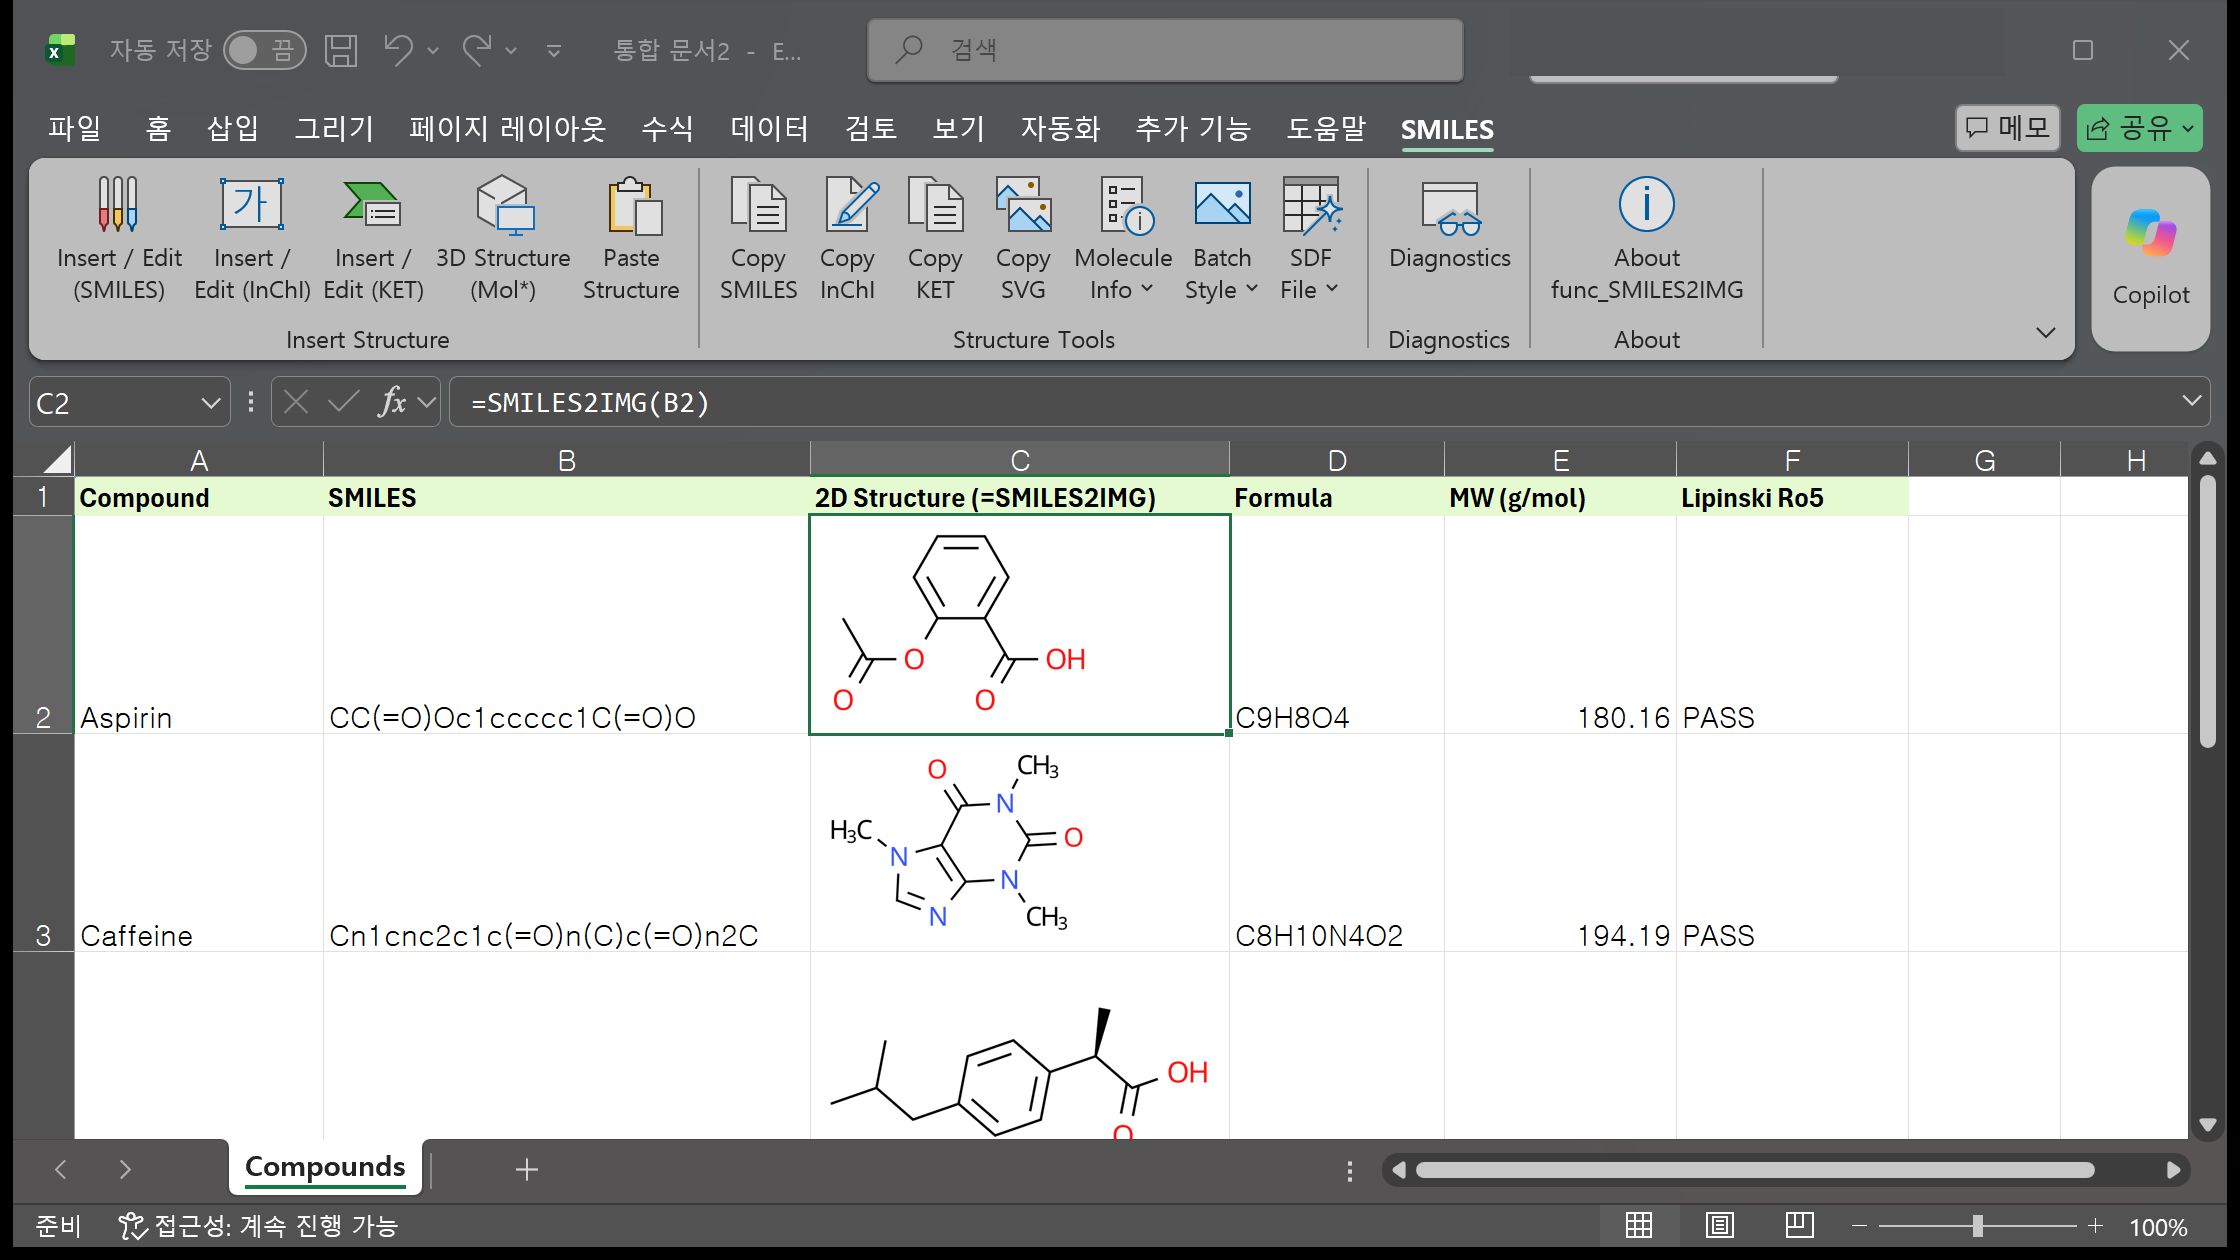 자동 저장 끔 통합 문서2 - E... 검색
파일 홈 삽입 그리기 페이지 레이아웃 수식 데이터 검토 보기 자동화 추가 기능 도움말 SMILES 메모 공유
Insert / Edit Insert / Insert / 3D Structure Paste Copy Copy Copy Copy Molecule Batch SDF Diagnostics About
(SMILES) Edit (InChI) Edit (KET) (Mol*) Structure SMILES InChI KET SVG Info Style File func_SMILES2IMG Copilot
Insert Structure Structure Tools Diagnostics About
C2 fx =SMILES2IMG(B2)
A B C D E F G H
1 Compound SMILES 2D Structure (=SMILES2IMG) Formula MW (g/mol) Lipinski Ro5
O OH
O O
2 Aspirin CC(=O)Oc1ccccc1C(=O)O C9H8O4 180.16 PASS
O CH3
N
H3C O
N N
N CH3
3 Caffeine Cn1cnc2c1c(=O)n(C)c(=O)n2C C8H10N4O2 194.19 PASS
OH
O
Compounds
준비 접근성: 계속 진행 가능 100%